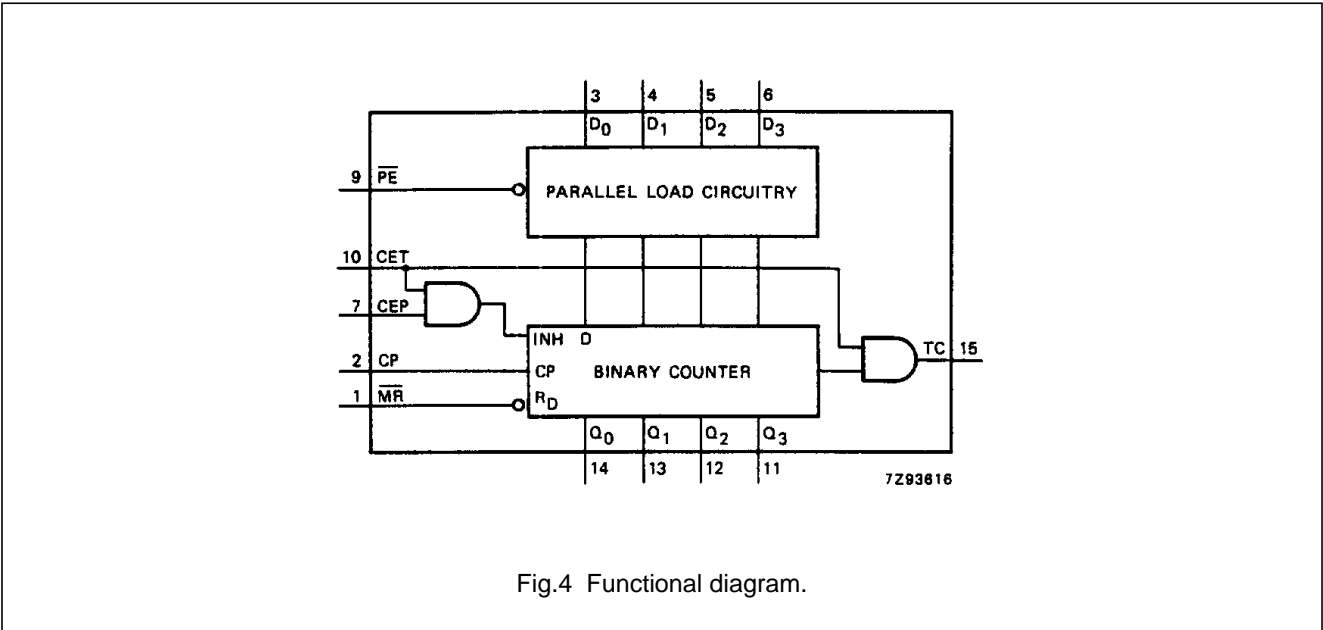 3 4 5 6
D0 D1 D2 D3
9 PE
PARALLEL LOAD CIRCUITRY
10 CET
7 CEP
INH D
TC 15
2 CP
CP BINARY COUNTER
1 MR
RD
Q0 Q1 Q2 Q3
14 13 12 11
7Z93616
Fig.4 Functional diagram.